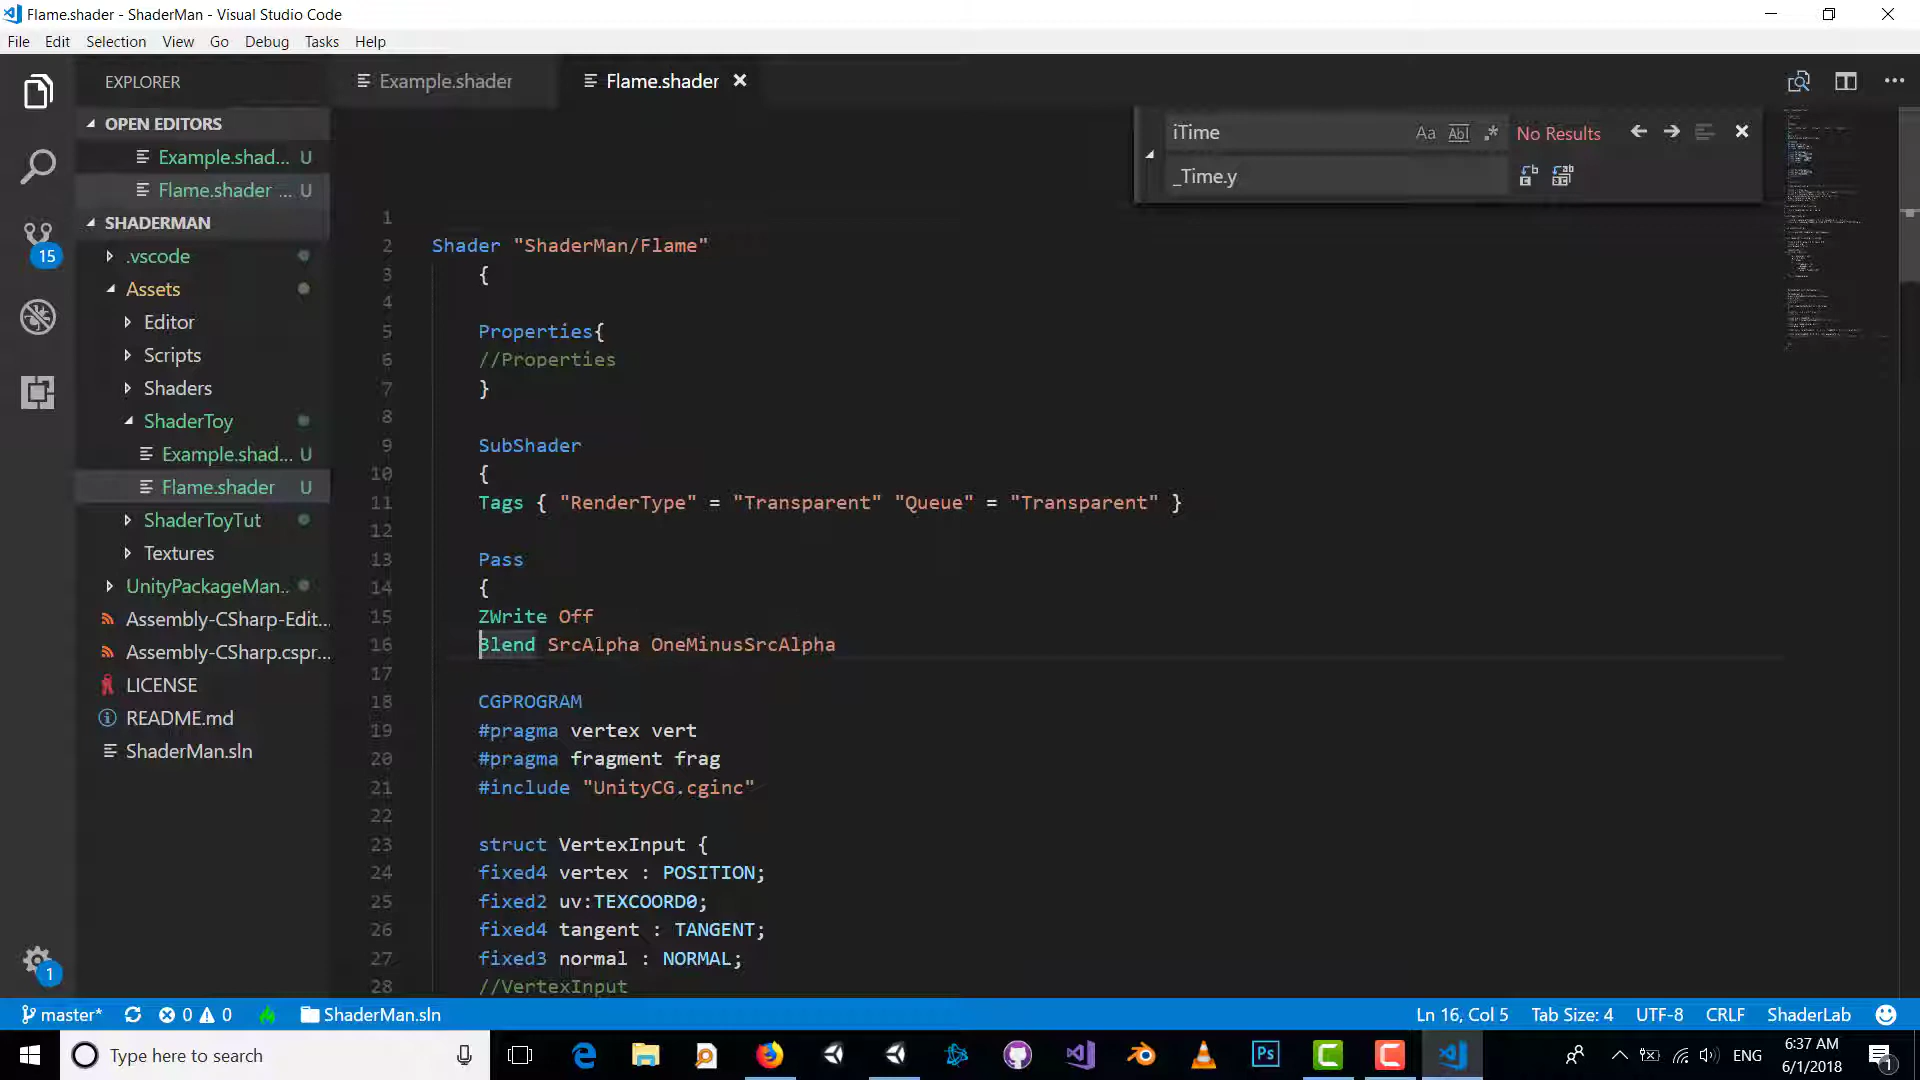 Flame.shader - ShaderMan - Visual Studio Code
File Edit Selection View Go Debug Tasks Help
EXPLORER
OPEN EDITORS
Example.shad... U
Flame.shader ... U
SHADERMAN
.vscode
Assets
Editor
Scripts
Shaders
ShaderToy
Example.shad... U
Flame.shader U
ShaderToyTut
Textures
UnityPackageMan..
Assembly-CSharp-Edit...
Assembly-CSharp.cspr...
LICENSE
README.md
ShaderMan.sln
15
1
Example.shader Flame.shader
iTime Aa Abl .* No Results
_Time.y
1
2 Shader "ShaderMan/Flame"
3 {
4
5 Properties{
6 //Properties
7 }
8
9 SubShader
10 {
11 Tags { "RenderType" = "Transparent" "Queue" = "Transparent" }
12
13 Pass
14 {
15 ZWrite Off
16 Blend SrcAlpha OneMinusSrcAlpha
17
18 CGPROGRAM
19 #pragma vertex vert
20 #pragma fragment frag
21 #include "UnityCG.cginc"
22
23 struct VertexInput {
24 fixed4 vertex : POSITION;
25 fixed2 uv:TEXCOORD0;
26 fixed4 tangent : TANGENT;
27 fixed3 normal : NORMAL;
28 //VertexInput
master* 0 0 ShaderMan.sln Ln 16, Col 5 Tab Size: 4 UTF-8 CRLF ShaderLab
Type here to search
Ps
ENG
6:37 AM
6/1/2018
1